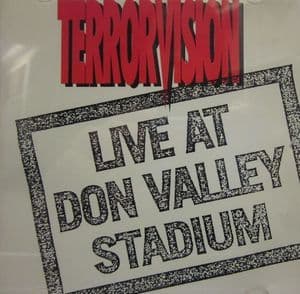 TERRORVISION
LIVE AT
DON VALLEY
STADIUM